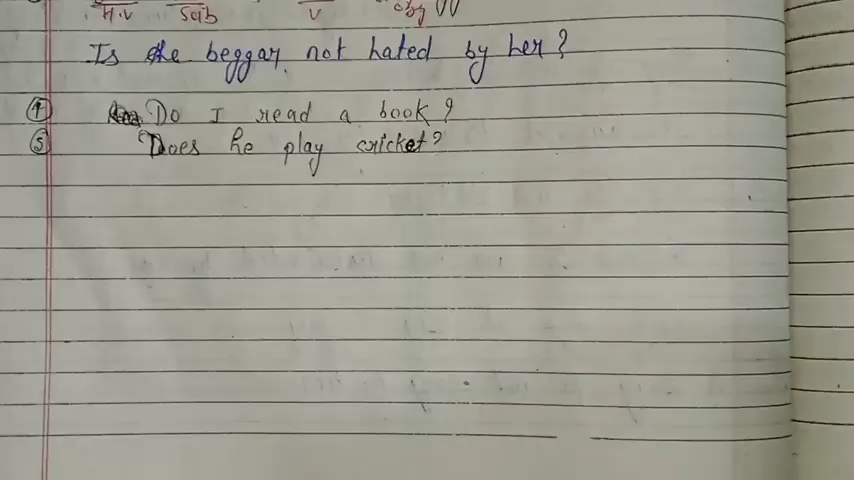 H.V Sub V obj
Is the beggar not hated by her?
4 Do I read a book?
5 Does he play cricket?